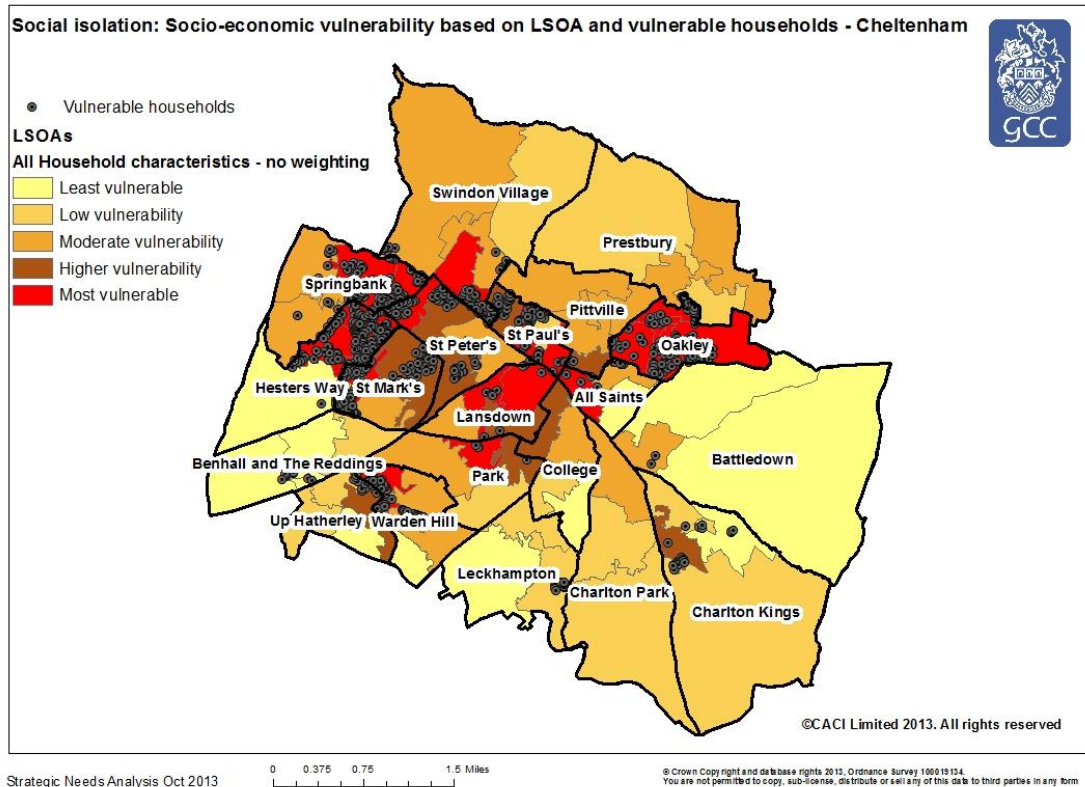 Social isolation: Socio-economic vulnerability based on LSOA and vulnerable households - Cheltenham
GCC
Vulnerable households
LSOAs
All Household characteristics - no weighting
Least vulnerable
Low vulnerability
Moderate vulnerability
Higher vulnerability
Most vulnerable
Swindon Village
Prestbury
Springbank
Pittville
St Paul's
St Peter's
Oakley
Hesters Way
St Mark's
All Saints
Lansdown
Battledown
Benhall and The Reddings
Park
College
Up Hatherley
Warden Hill
Leckhampton
Charlton Park
Charlton Kings
©CACI Limited 2013. All rights reserved
Strategic Needs Analysis Oct 2013
0 0.375 0.75 1.5 Miles
© Crown Copyright and database rights 2013, Ordnance Survey 100019134.
You are not permitted to copy, sub-license, distribute or sell any of this data to third parties in any form